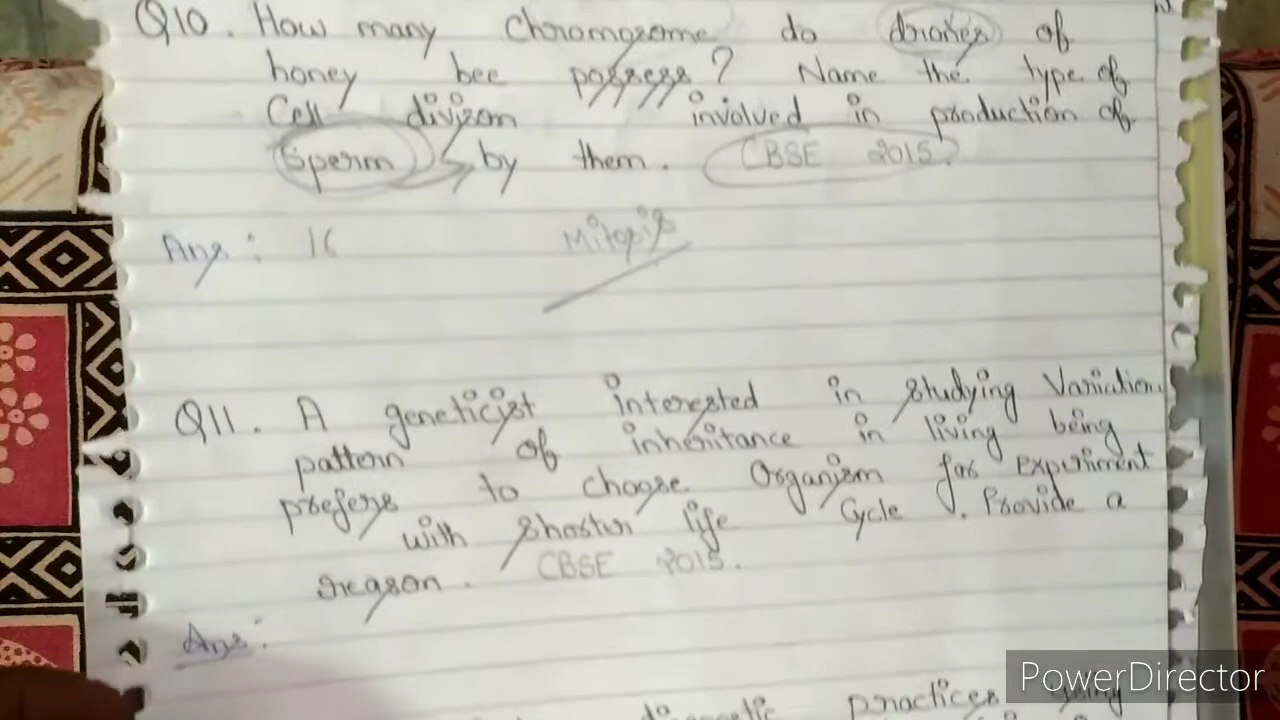 Q10. How many Chromosome do drones of
honey bee possess? Name the type of
Cell divison involved in production of
Sperm by them. CBSE 2015?
Ans: 16 Mitosis
Q11. A geneticist interested in studying Variation
pattern of inheritance in living being
prefers to choose Organism for Experiment
with shorter life Cycle. Provide a
reason. CBSE 2015.
Ans:
practices
PowerDirector